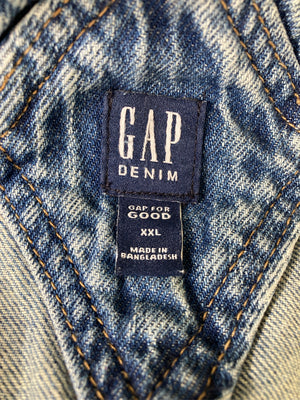 GAP
DENIM
GAP FOR
GOOD
XXL
MADE IN
BANGLADESH